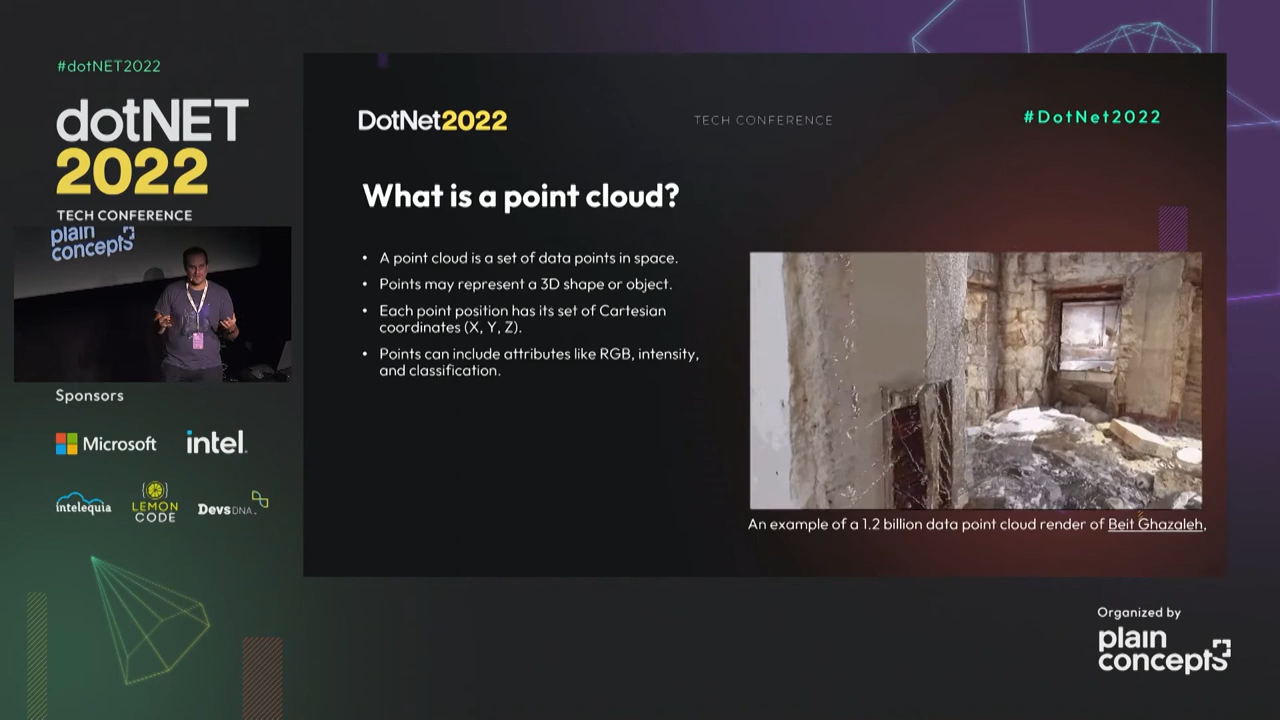 #dotNET2022
dotNET
2022
TECH CONFERENCE
plain
concepts
Sponsors
Microsoft
intel.
intelequia
LEMON
CODE
DevsDNA
DotNet2022
TECH CONFERENCE
#DotNet2022
What is a point cloud?
• A point cloud is a set of data points in space.
• Points may represent a 3D shape or object.
• Each point position has its set of Cartesian
coordinates (X, Y, Z).
• Points can include attributes like RGB, intensity,
and classification.
An example of a 1.2 billion data point cloud render of Beit Ghazaleh,
Organized by
plain
concepts